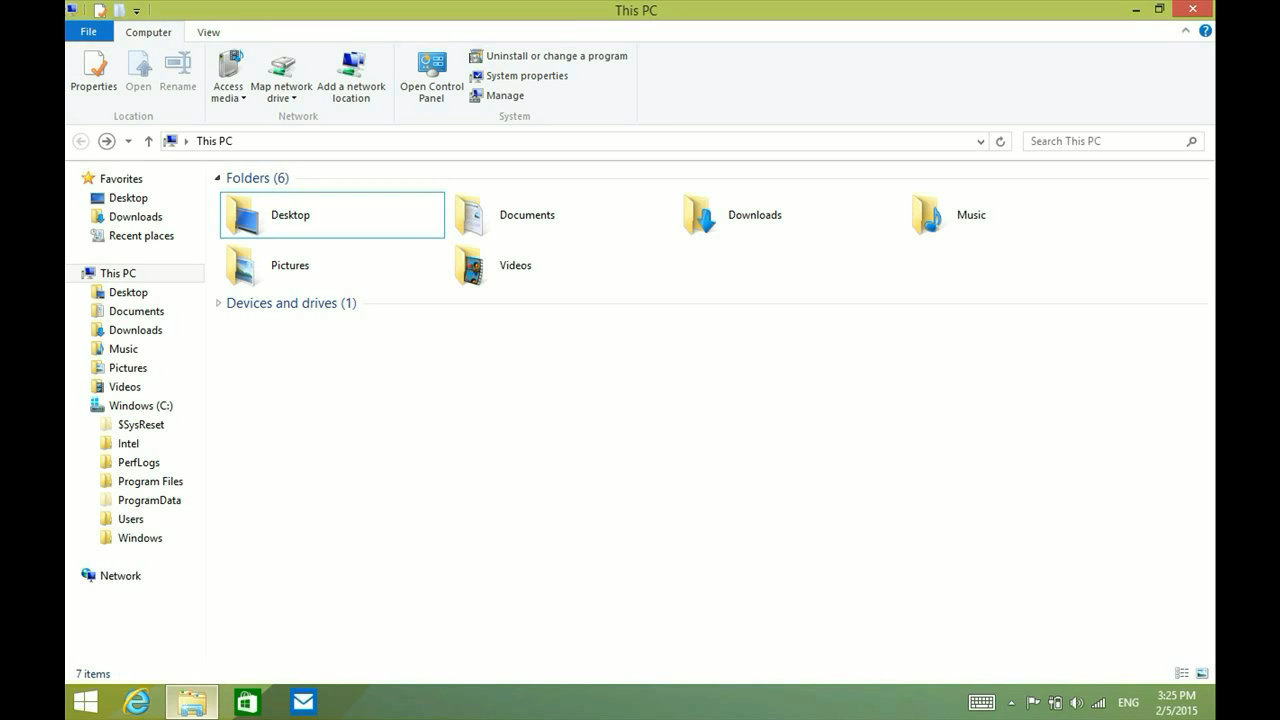 This PC
File Computer View
Properties Open Rename Access media Map network drive Add a network location Open Control Panel Uninstall or change a program
System properties
Manage
Location Network System
This PC Search This PC
Favorites
Desktop
Downloads
Recent places
This PC
Desktop
Documents
Downloads
Music
Pictures
Videos
Windows (C:)
$SysReset
Intel
PerfLogs
Program Files
ProgramData
Users
Windows
Network
Folders (6)
Desktop Documents Downloads Music
Pictures Videos
Devices and drives (1)
7 items
ENG 3:25 PM
2/5/2015